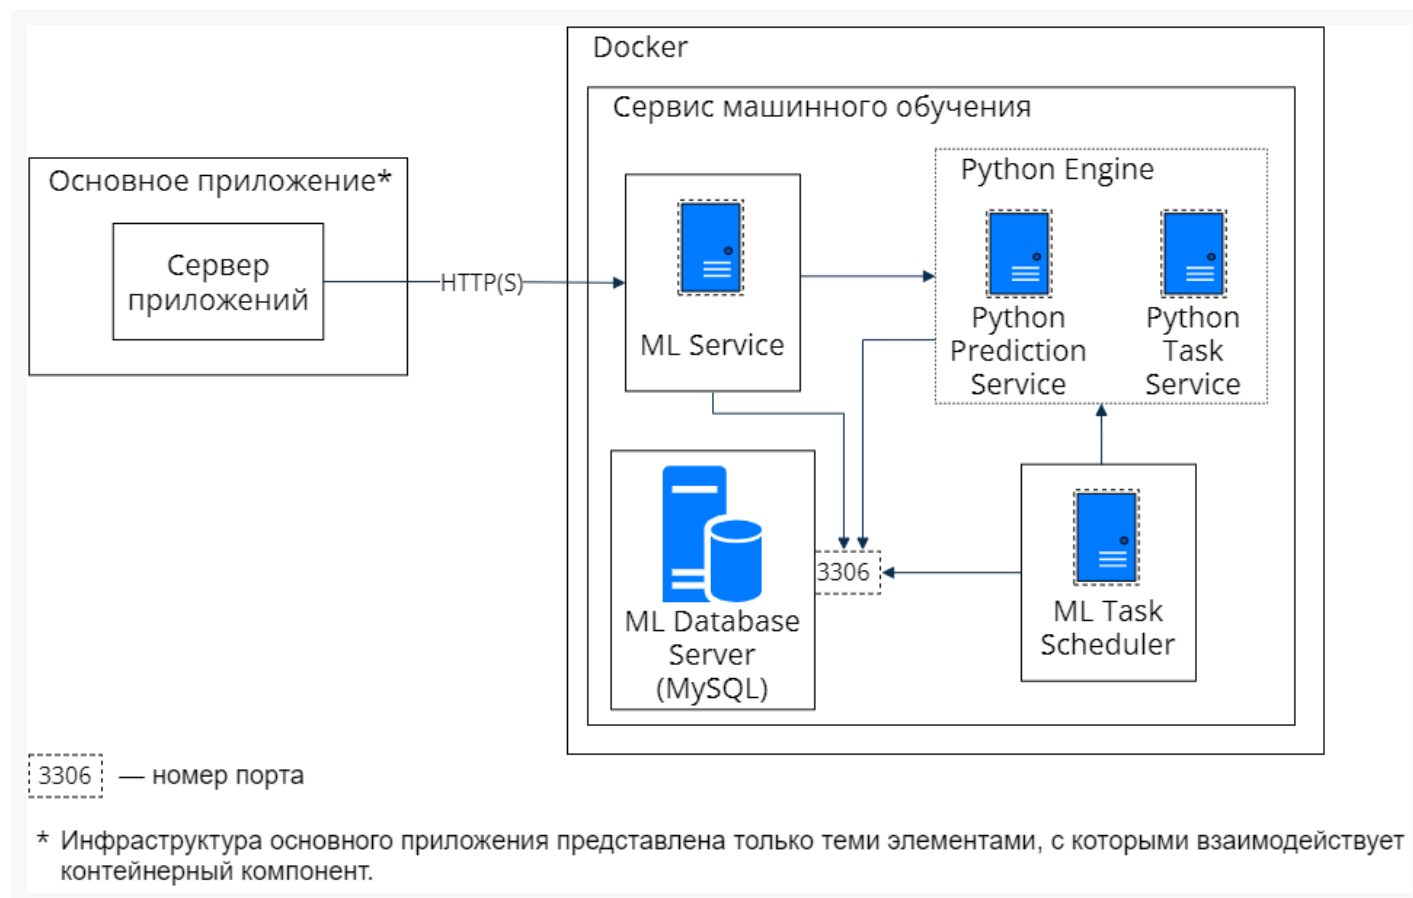 Docker
Сервис машинного обучения
Основное приложение*
Сервер
приложений
HTTP(S)
ML Service
Python Engine
Python
Prediction
Service
Python
Task
Service
ML Database
Server
(MySQL)
3306
ML Task
Scheduler
3306 — номер порта
* Инфраструктура основного приложения представлена только теми элементами, с которыми взаимодействует
контейнерный компонент.